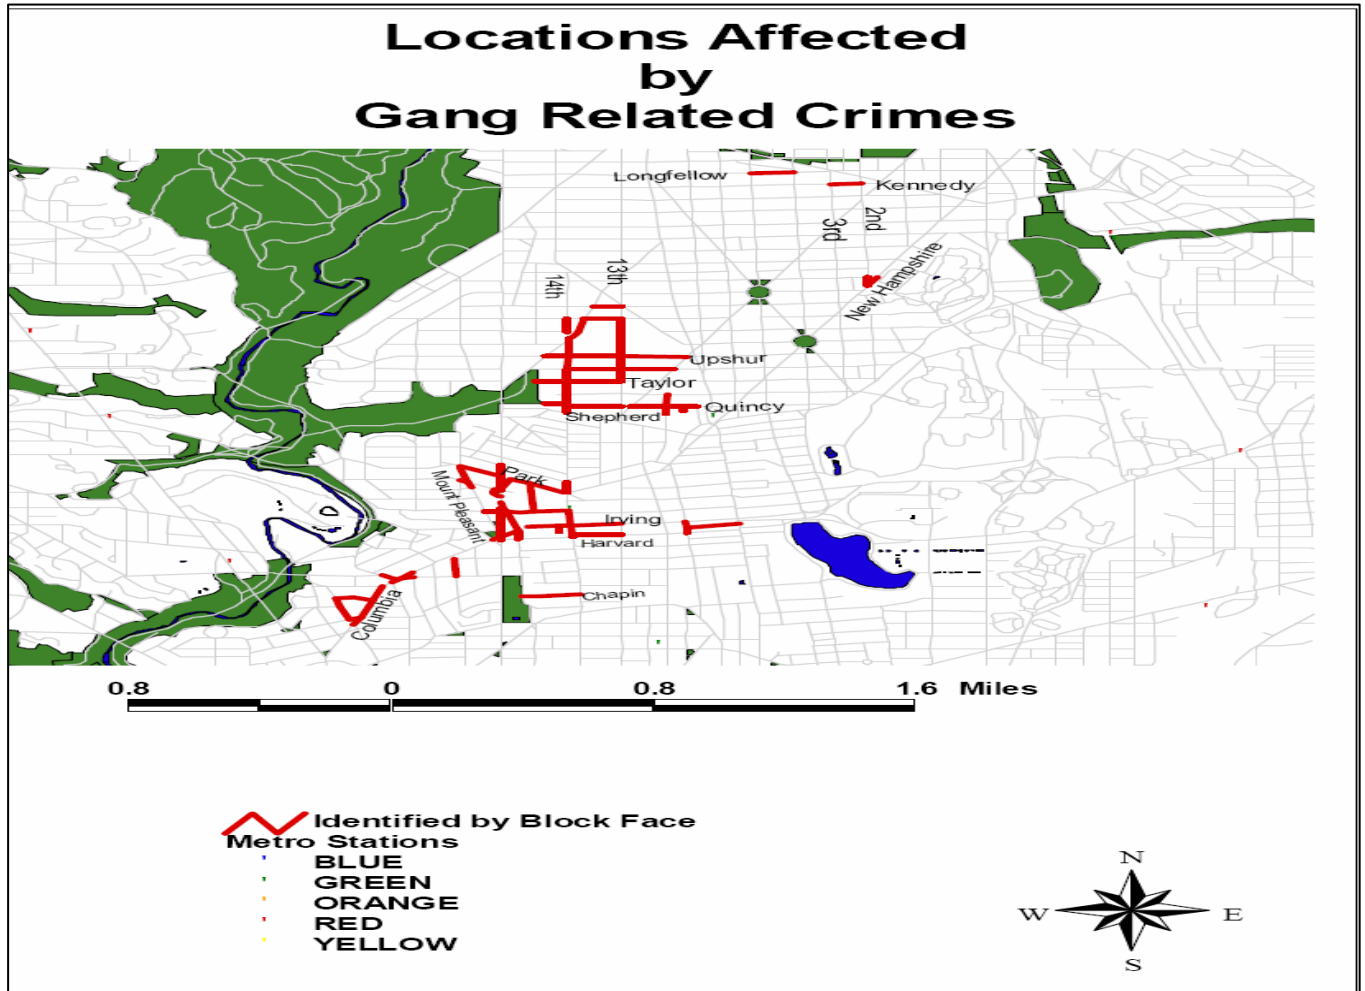 Locations Affected
by
Gang Related Crimes
Longfellow
Kennedy
2nd
3rd
New Hampshire
13th
14th
Upshur
Taylor
Shepherd
Quincy
Park
Mount Pleasant
Irving
Harvard
Chapin
Columbia
0.8 0 0.8 1.6 Miles
Identified by Block Face
Metro Stations
BLUE
GREEN
ORANGE
RED
YELLOW
N
W E
S